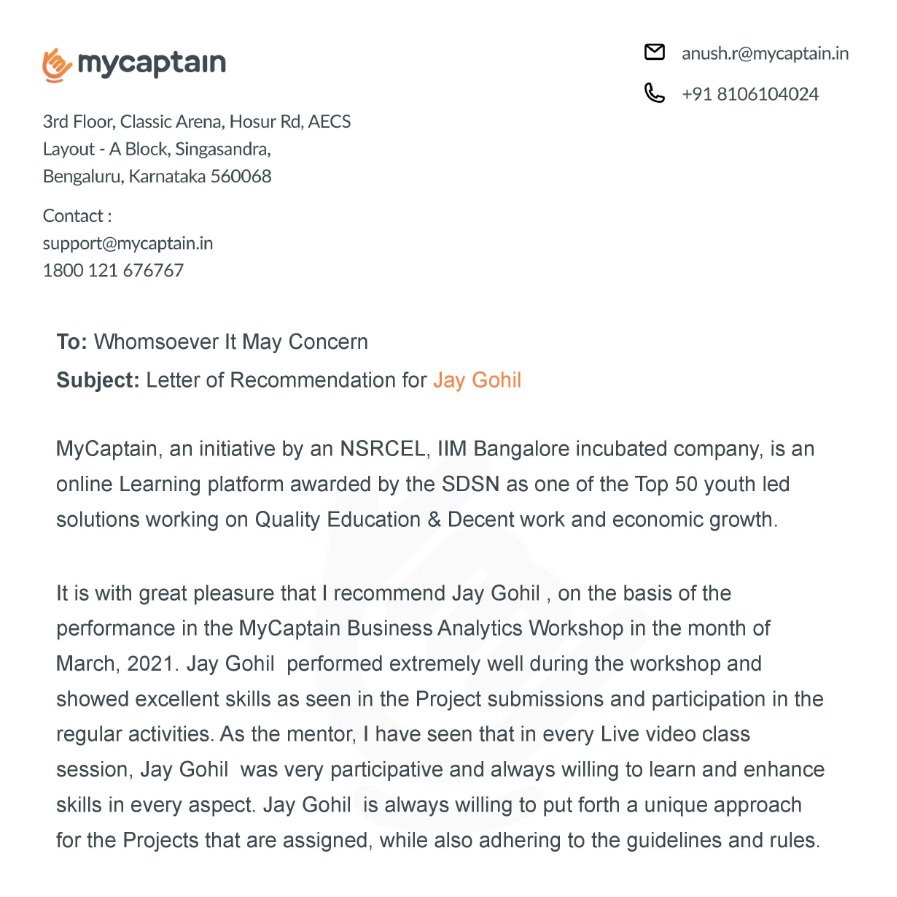 mycaptain
anush.r@mycaptain.in
+91 8106104024
3rd Floor, Classic Arena, Hosur Rd, AECS
Layout - A Block, Singasandra,
Bengaluru, Karnataka 560068
Contact :
support@mycaptain.in
1800 121 676767
To: Whomsoever It May Concern
Subject: Letter of Recommendation for Jay Gohil
MyCaptain, an initiative by an NSRCEL, IIM Bangalore incubated company, is an
online Learning platform awarded by the SDSN as one of the Top 50 youth led
solutions working on Quality Education & Decent work and economic growth.
It is with great pleasure that I recommend Jay Gohil , on the basis of the
performance in the MyCaptain Business Analytics Workshop in the month of
March, 2021. Jay Gohil  performed extremely well during the workshop and
showed excellent skills as seen in the Project submissions and participation in the
regular activities. As the mentor, I have seen that in every Live video class
session, Jay Gohil  was very participative and always willing to learn and enhance
skills in every aspect. Jay Gohil  is always willing to put forth a unique approach
for the Projects that are assigned, while also adhering to the guidelines and rules.